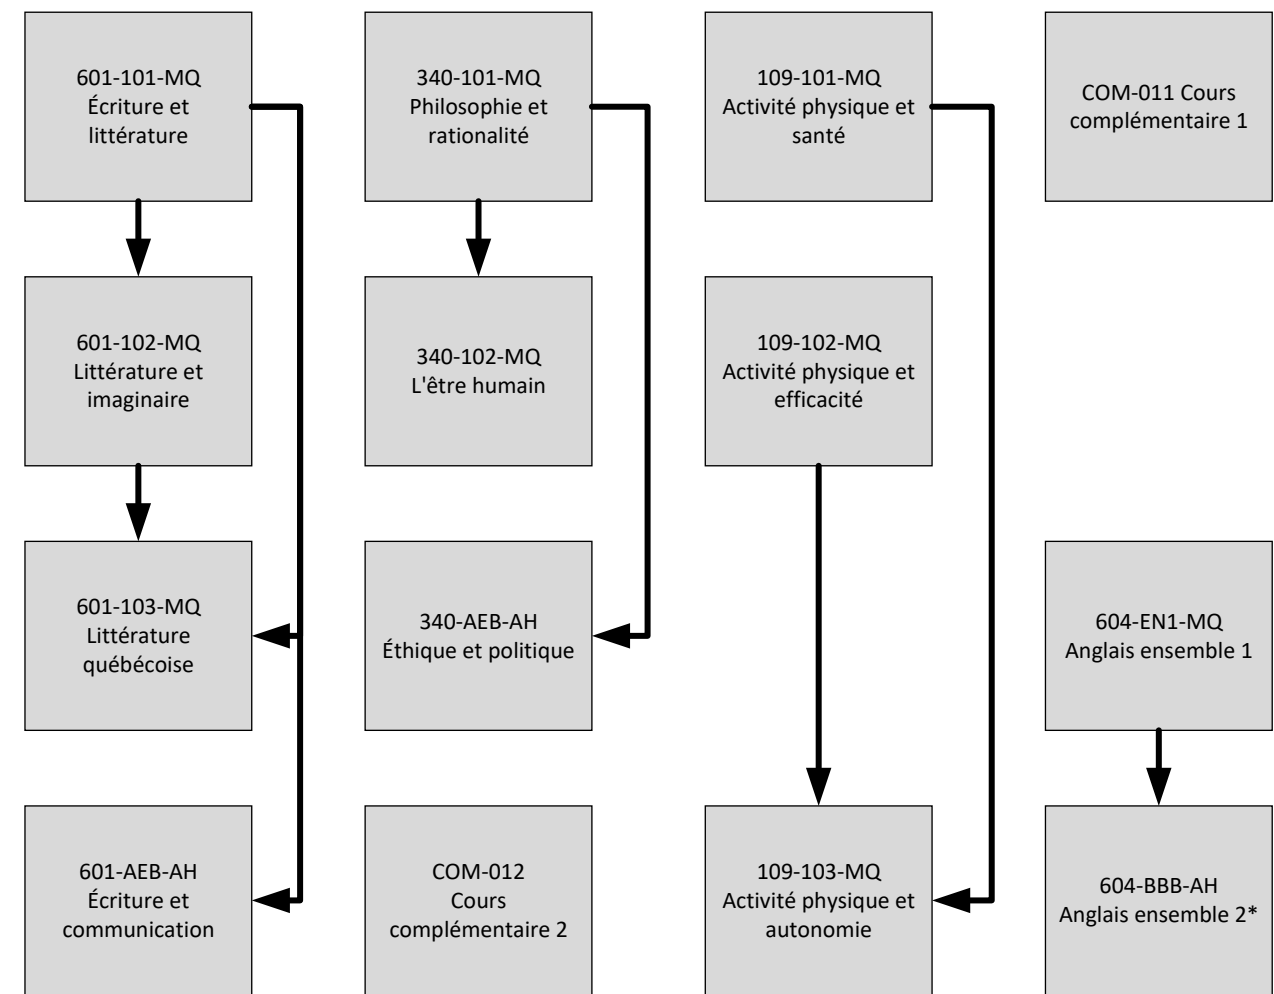 601-101-MQ
Écriture et
littérature
340-101-MQ
Philosophie et
rationalité
109-101-MQ
Activité physique et
santé
COM-011 Cours
complémentaire 1
601-102-MQ
Littérature et
imaginaire
340-102-MQ
L'être humain
109-102-MQ
Activité physique et
efficacité
601-103-MQ
Littérature
québécoise
340-AEB-AH
Éthique et politique
604-EN1-MQ
Anglais ensemble 1
601-AEB-AH
Écriture et
communication
COM-012
Cours
complémentaire 2
109-103-MQ
Activité physique et
autonomie
604-BBB-AH
Anglais ensemble 2*